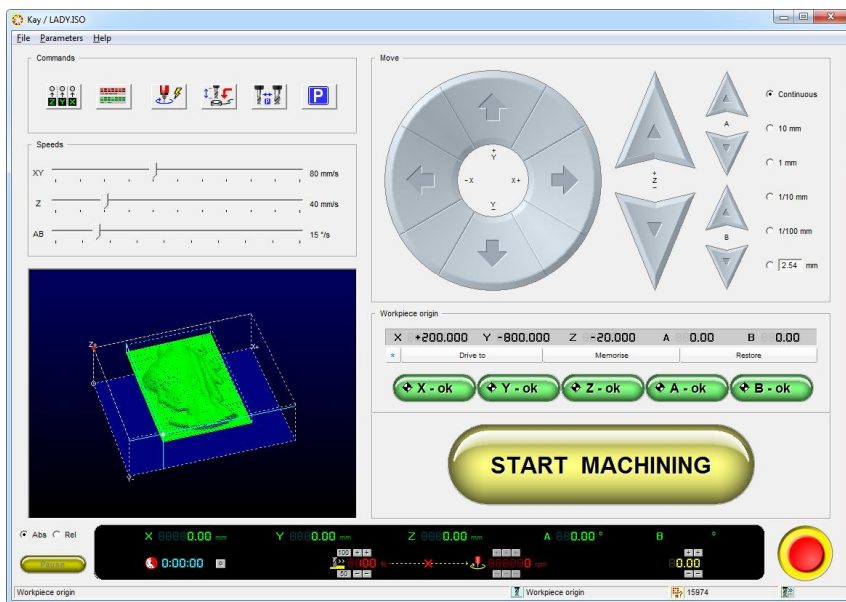 Kay / LADY.ISO
File Parameters Help
Commands
Z Y X
P
P
Speeds
XY 80 mm/s
Z 40 mm/s
AB 15 °/s
Z+
X+
Y-
Move
+
Y
-X X+
Y
-
+
Z
-
A
B
Continuous
10 mm
1 mm
1/10 mm
1/100 mm
2.54 mm
Workpiece origin
X +200.000 Y -800.000 Z -20.000 A 0.00 B 0.00
Drive to Memorise Restore
X - ok Y - ok Z - ok A - ok B - ok
START MACHINING
Abs Rel
X 0.00 mm Y 0.00 mm Z 0.00 mm A 0.00 ° B °
Pause
0:00:00
100 + +
100 %
50 - -
rpm
+ +
0.00
- -
Workpiece origin Workpiece origin 15974